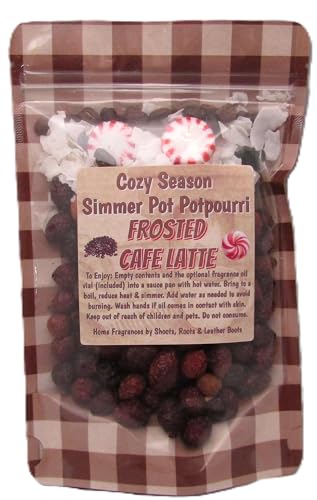 Cozy Season
Simmer Pot Potpourri
FROSTED
CAFE LATTE
To Enjoy: Empty contents and the optional fragrance oil
vial (included) into a sauce pan with hot water. Bring to a
boil, reduce heat & simmer. Add water as needed to avoid
burning. Wash hands if oil comes in contact with skin.
Keep out of reach of children and pets. Do not consume.
Home Fragrances by Shoots, Roots & Leather Boots